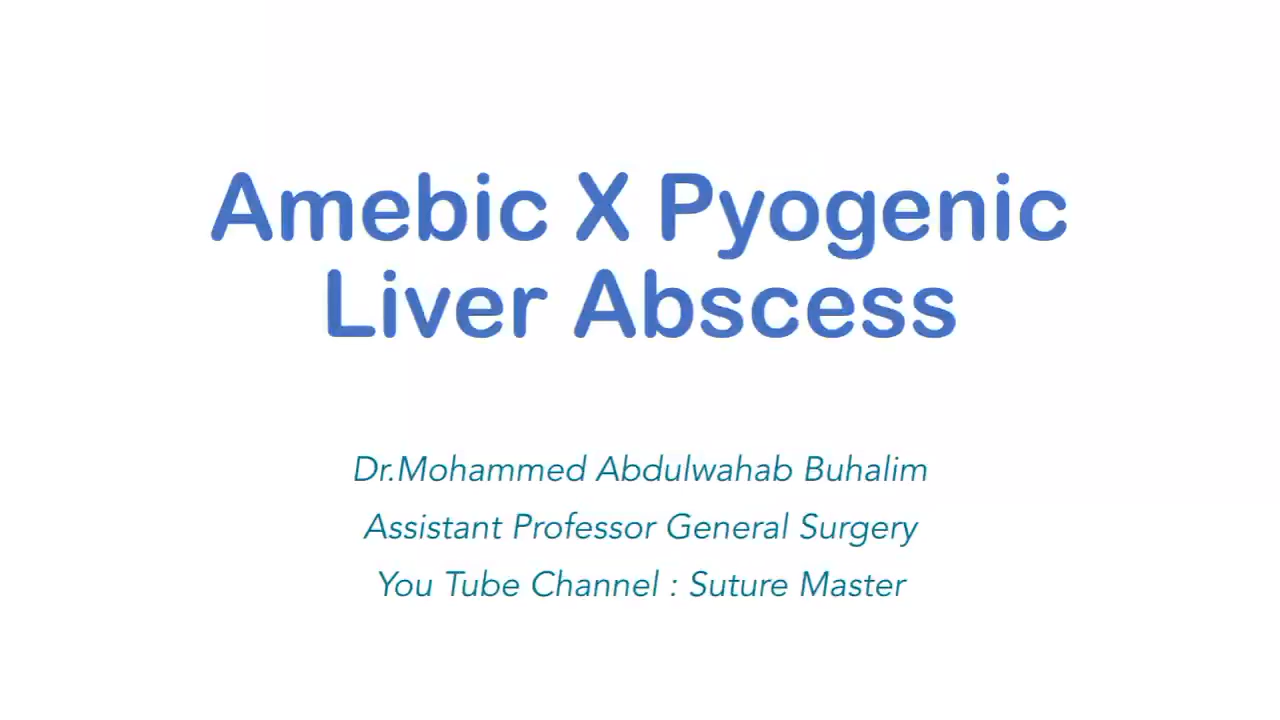 Amebic X Pyogenic
Liver Abscess
Dr.Mohammed Abdulwahab Buhalim
Assistant Professor General Surgery
You Tube Channel : Suture Master